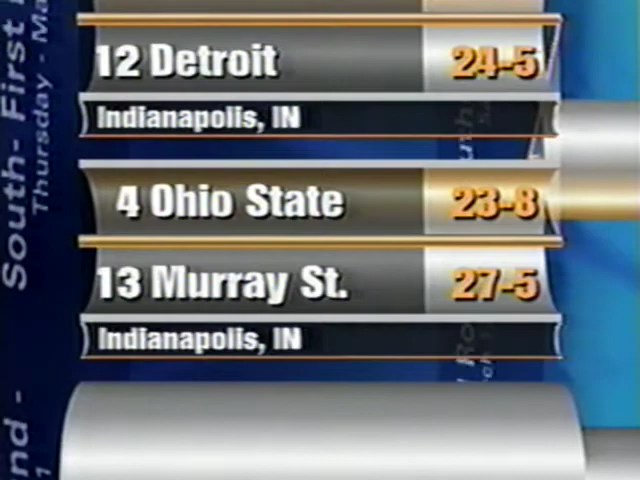 South- First
Thursday - Ma
12 Detroit 24-5
Indianapolis, IN
4 Ohio State 23-8
13 Murray St. 27-5
Indianapolis, IN